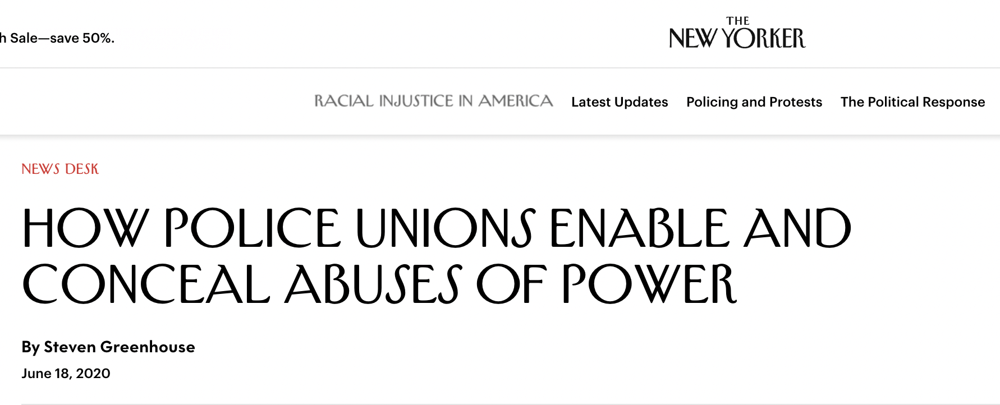 h Sale—save 50%.
THE
NEW YORKER
RACIAL INJUSTICE IN AMERICA Latest Updates Policing and Protests The Political Response
NEWS DESK
HOW POLICE UNIONS ENABLE AND
CONCEAL ABUSES OF POWER
By Steven Greenhouse
June 18, 2020